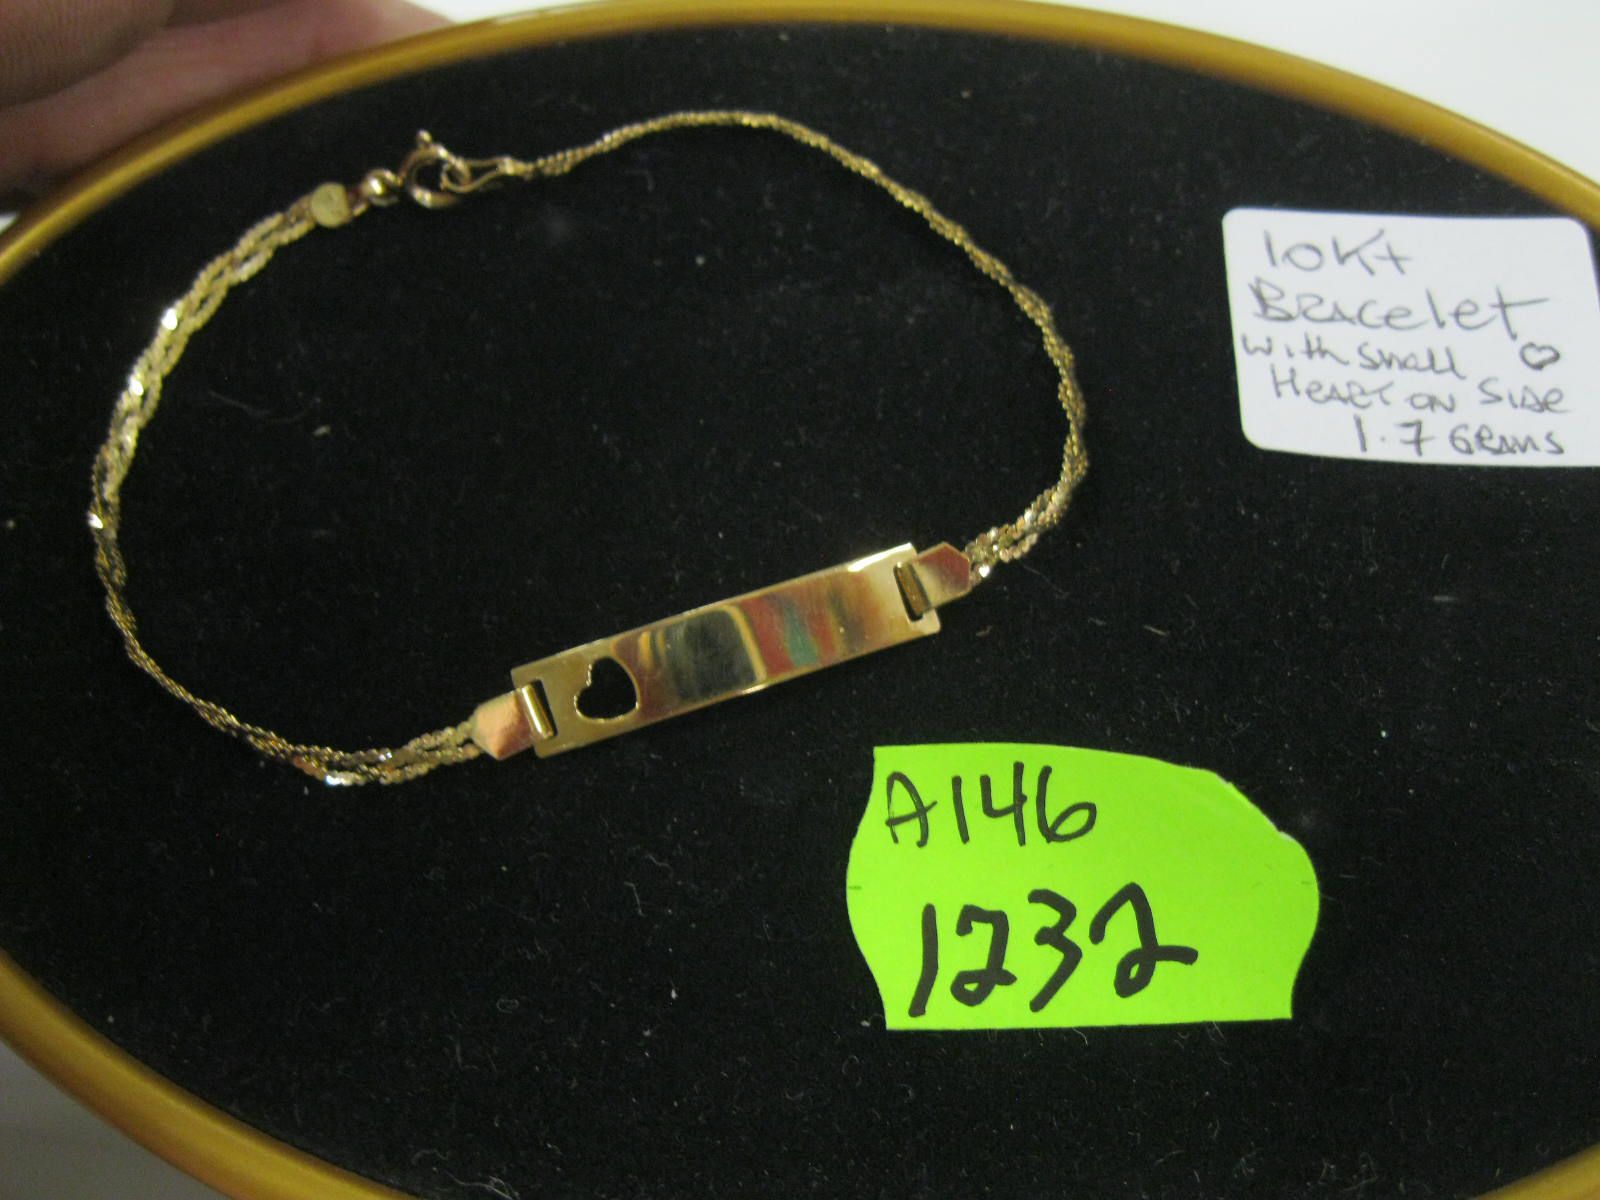 10Kt
BRACELET
with small
HEART ON SIDE
1.7 GRAMS
A146
1232